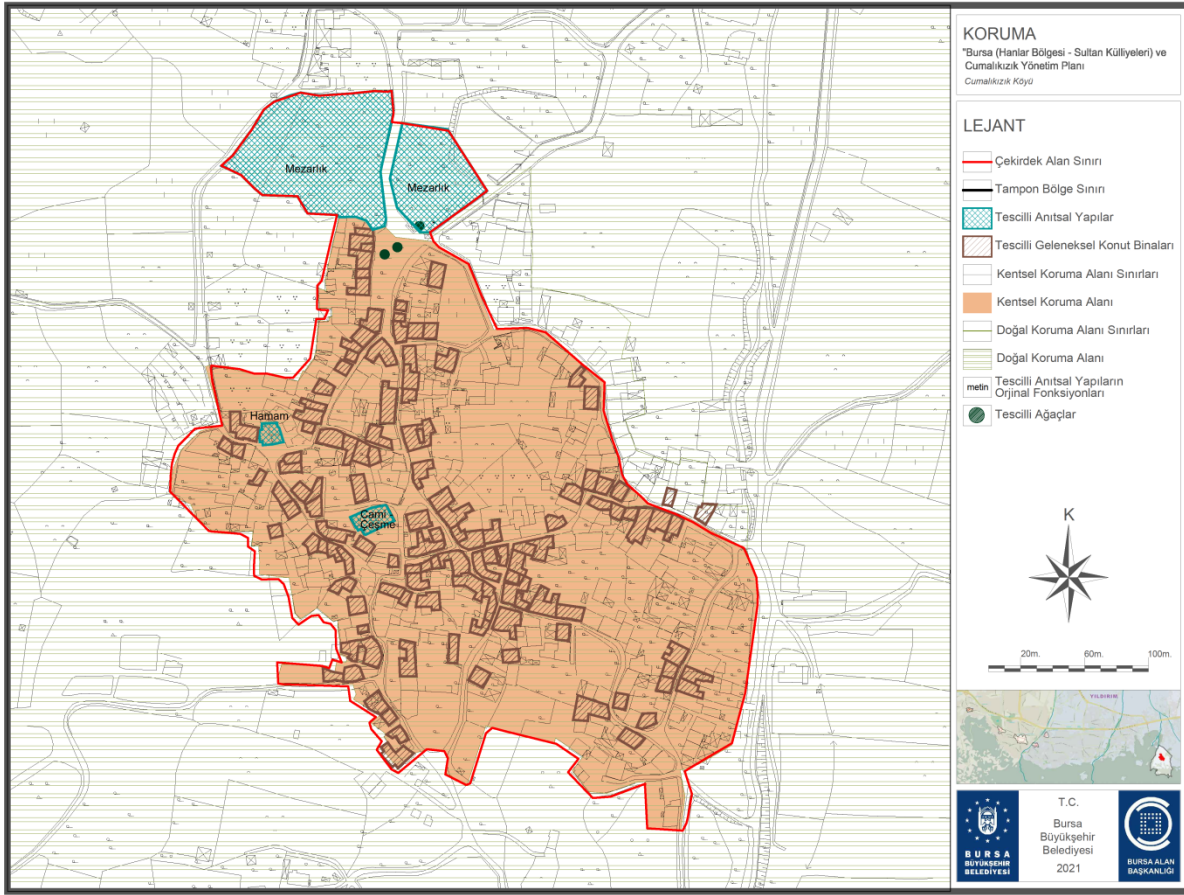 Mezarlık
Mezarlık
Hamam
Cami -
Çeşme
KORUMA
"Bursa (Hanlar Bölgesi - Sultan Külliyeleri) ve
Cumalıkızık Yönetim Planı
Cumalıkızık Köyü
LEJANT
Çekirdek Alan Sınırı
Tampon Bölge Sınırı
Tescilli Anıtsal Yapılar
Tescilli Geleneksel Konut Binaları
Kentsel Koruma Alanı Sınırları
Kentsel Koruma Alanı
Doğal Koruma Alanı Sınırları
Doğal Koruma Alanı
metin Tescilli Anıtsal Yapıların
Orjinal Fonksiyonları
Tescilli Ağaçlar
K
20m. 60m. 100m.
YILDIRIM
BURSA
BÜYÜKŞEHİR
BELEDİYESİ
T.C.
Bursa
Büyükşehir
Belediyesi
2021
BURSA ALAN
BAŞKANLIĞI